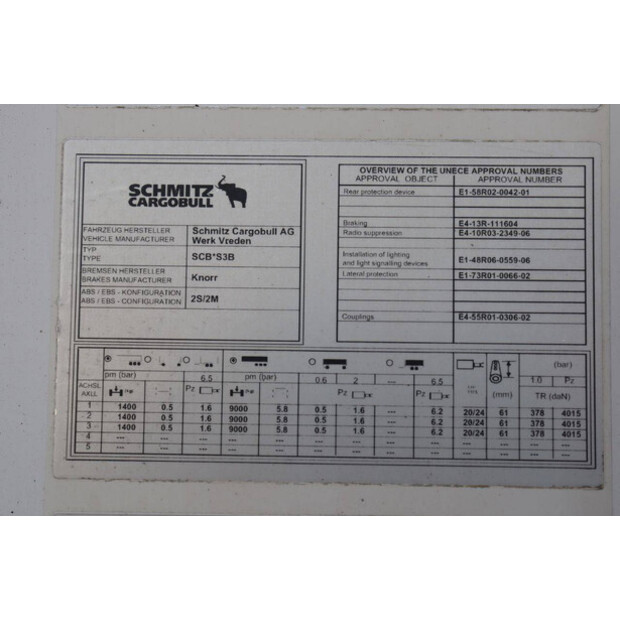 SCHMITZ
CARGOBULL
FAHRZEUG HERSTELLER
VEHICLE MANUFACTURER
Schmitz Cargobull AG
Werk Vreden
TYP
TYPE
SCB*S3B
BREMSEN HERSTELLER
BRAKES MANUFACTURER
Knorr
ABS / EBS - KONFIGURATION
ABS / EBS - CONFIGURATION
2S/2M
OVERVIEW OF THE UNECE APPROVAL NUMBERS
APPROVAL OBJECT APPROVAL NUMBER
Rear protection device E1-58R02-0042-01
Braking E4-13R-111604
Radio suppression E4-10R03-2349-06
Installation of lighting
and light signalling devices E1-48R06-0559-06
Lateral protection E1-73R01-0066-02
Couplings E4-55R01-0306-02
(bar)
pm (bar) 6.5 pm (bar) 0.6 2 --- 6.5 1.0 Pz
ACHSL
Pz Pz Pz (mm) TR (daN)
1 1400 0.5 1.6 9000 5.8 0.5 1.6 --- 6.2 20/24 61 378 4015
2 1400 0.5 1.6 9000 5.8 0.5 1.6 --- 6.2 20/24 61 378 4015
3 1400 0.5 1.6 9000 5.8 0.5 1.6 --- 6.2 20/24 61 378 4015
4 --- --- --- --- --- --- --- --- --- --- --- --- ---
5 --- --- --- --- --- --- --- --- --- --- --- --- ---